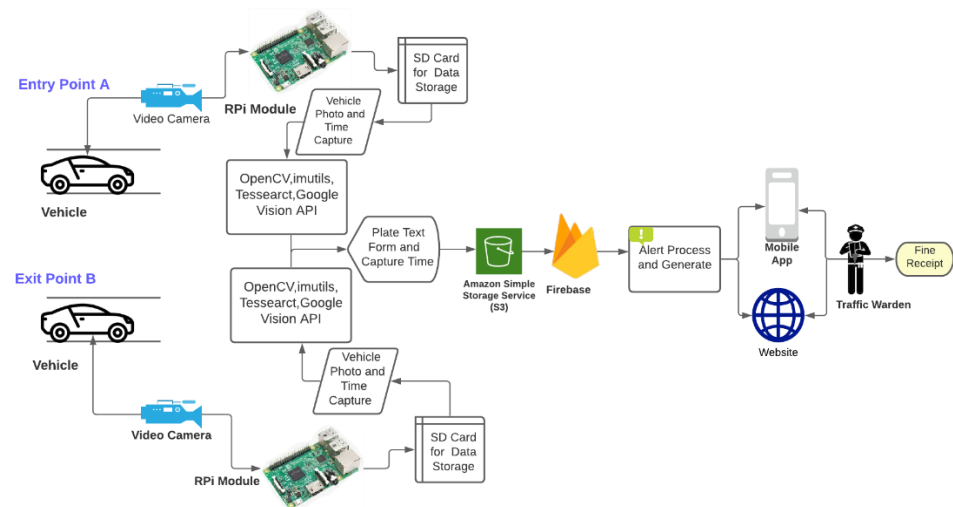 Entry Point A
Video Camera
RPi Module
SD Card
for Data
Storage
Vehicle
Photo and
Time
Capture
Vehicle
OpenCV,imutils,
Tessearct,Google
Vision API
Plate Text
Form and
Capture Time
Amazon Simple
Storage Service
(S3)
Firebase
!
Alert Process
and Generate
Mobile
App
Website
Traffic Warden
Fine
Receipt
Exit Point B
Vehicle
OpenCV,imutils,
Tessearct,Google
Vision API
Vehicle
Photo and
Time
Capture
Video Camera
RPi Module
SD Card
for Data
Storage